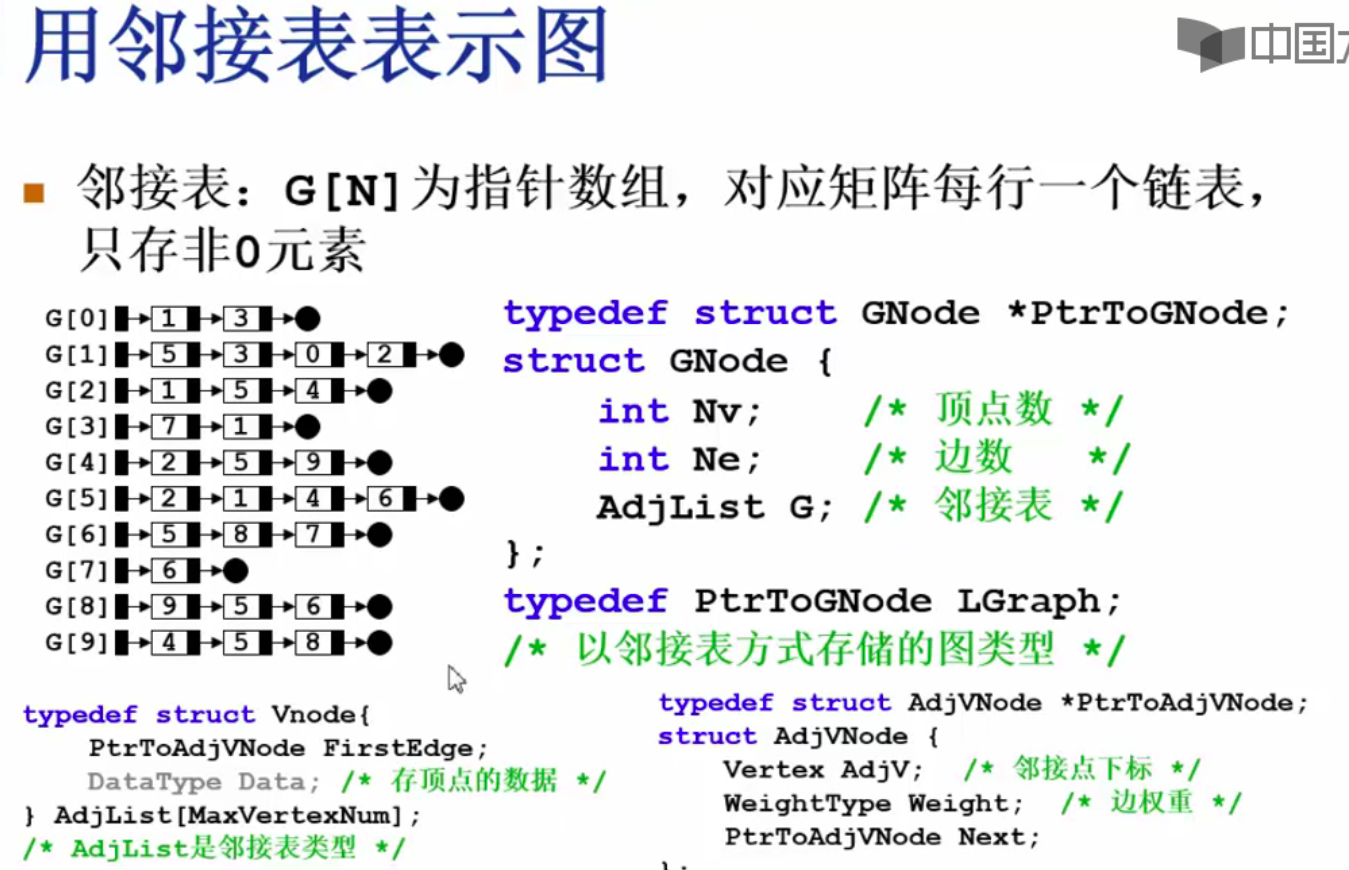 用邻接表表示图
中国大
■ 邻接表：G[N]为指针数组，对应矩阵每行一个链表，
只存非0元素
G[0] 1 3
G[1] 5 3 0 2
G[2] 1 5 4
G[3] 7 1
G[4] 2 5 9
G[5] 2 1 4 6
G[6] 5 8 7
G[7] 6
G[8] 9 5 6
G[9] 4 5 8
typedef struct GNode *PtrToGNode;
struct GNode {
int Nv; /* 顶点数 */
int Ne; /* 边数 */
AdjList G; /* 邻接表 */
};
typedef PtrToGNode LGraph;
/* 以邻接表方式存储的图类型 */
typedef struct Vnode{
PtrToAdjVNode FirstEdge;
DataType Data; /* 存顶点的数据 */
} AdjList[MaxVertexNum];
/* AdjList是邻接表类型 */
typedef struct AdjVNode *PtrToAdjVNode;
struct AdjVNode {
Vertex AdjV; /* 邻接点下标 */
WeightType Weight; /* 边权重 */
PtrToAdjVNode Next;
};